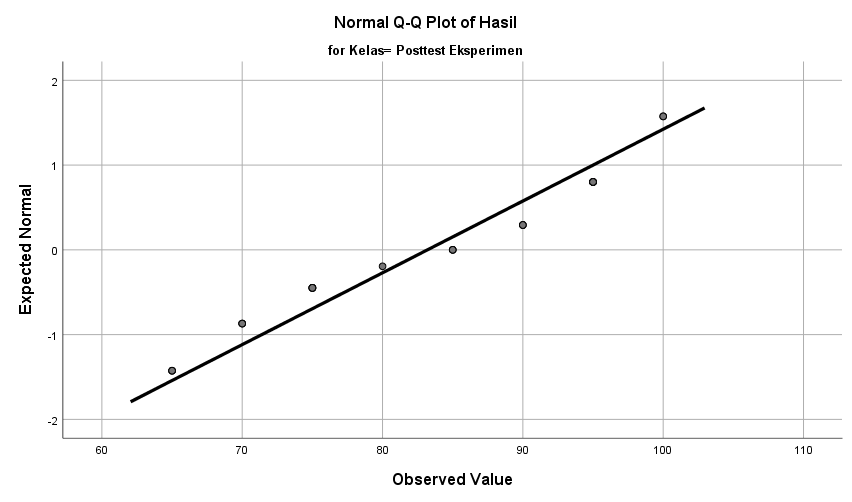 Normal Q-Q Plot of Hasil
for Kelas= Posttest Eksperimen
2
1
0
-1
-2
Expected Normal
60 70 80 90 100 110
Observed Value